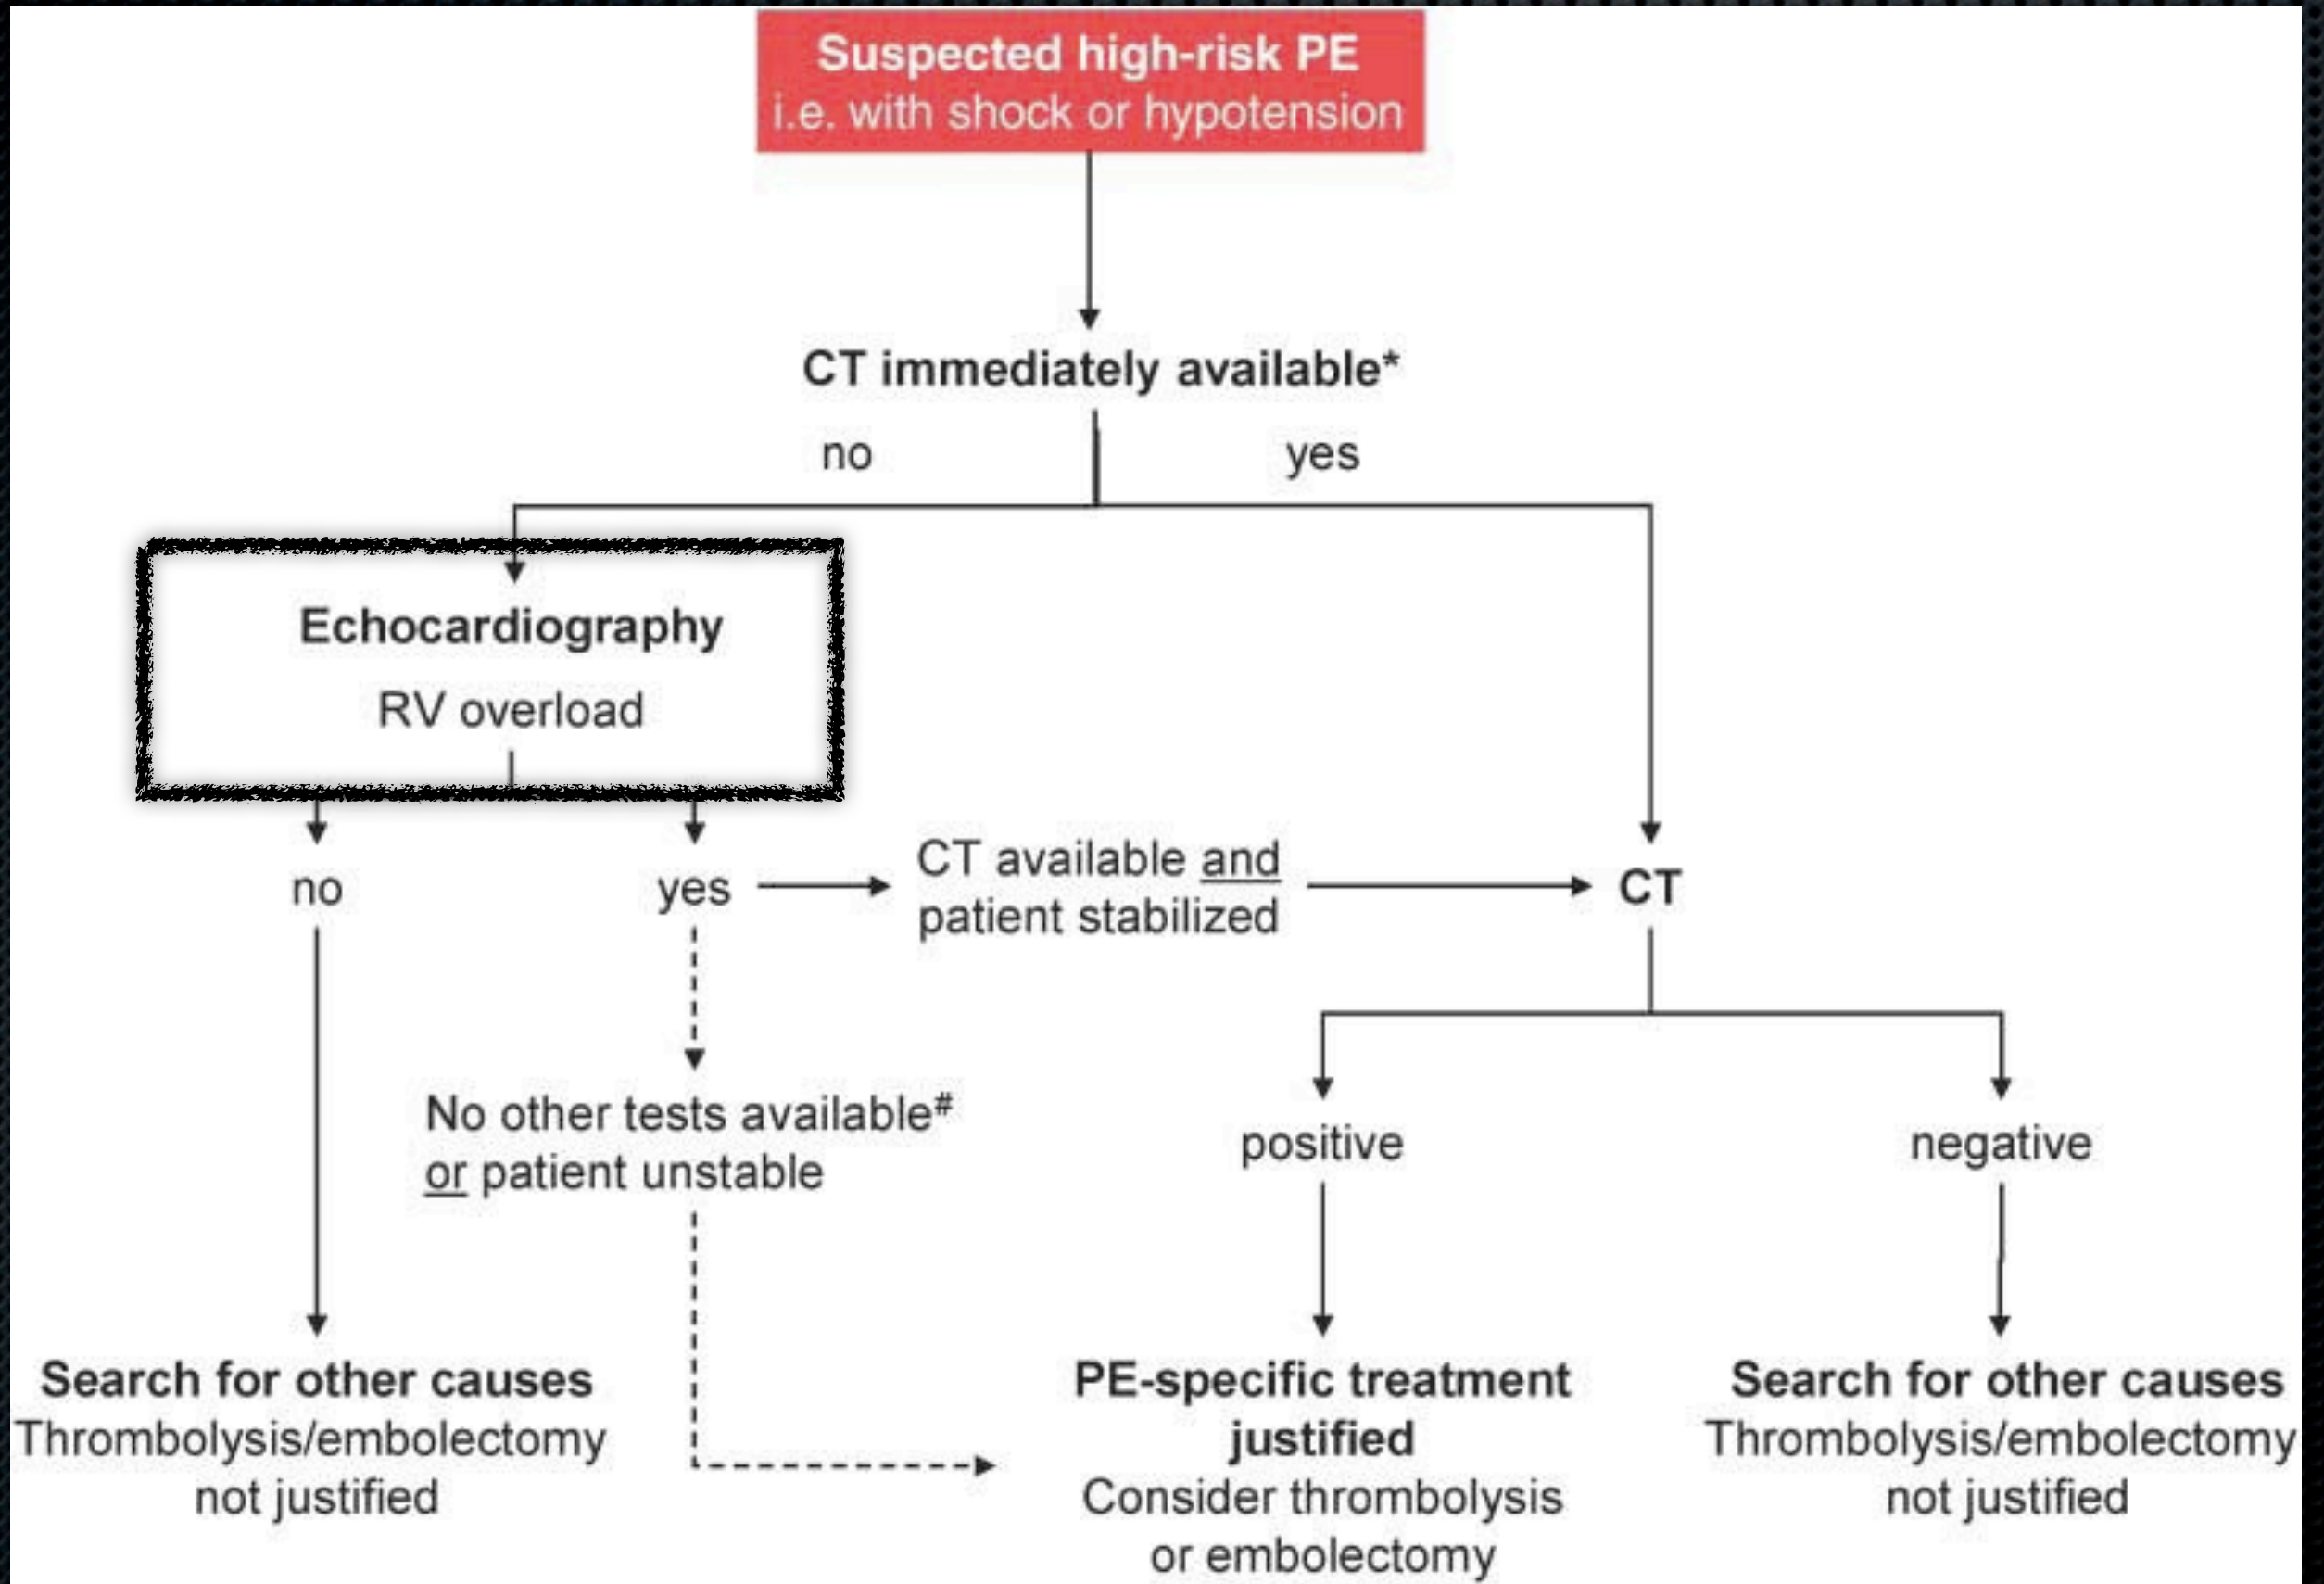 Suspected high-risk PE
i.e. with shock or hypotension
CT immediately available*
no
yes
Echocardiography
RV overload
no
yes
CT available and
patient stabilized
CT
No other tests available#
or patient unstable
positive
negative
Search for other causes
Thrombolysis/embolectomy
not justified
PE-specific treatment
justified
Consider thrombolysis
or embolectomy
Search for other causes
Thrombolysis/embolectomy
not justified